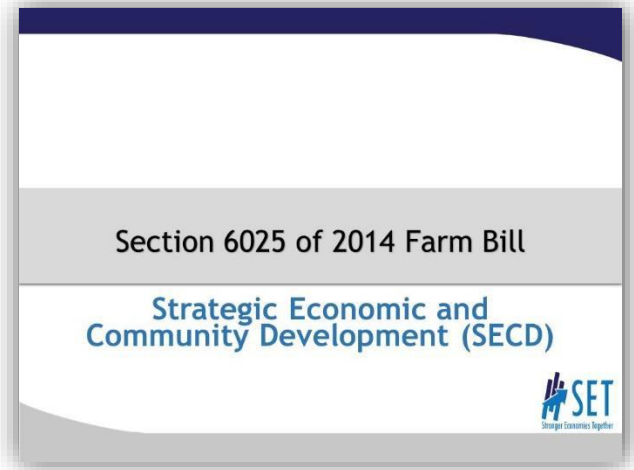 Section 6025 of 2014 Farm Bill
Strategic Economic and
Community Development (SECD)
SET
Stronger Economies Together